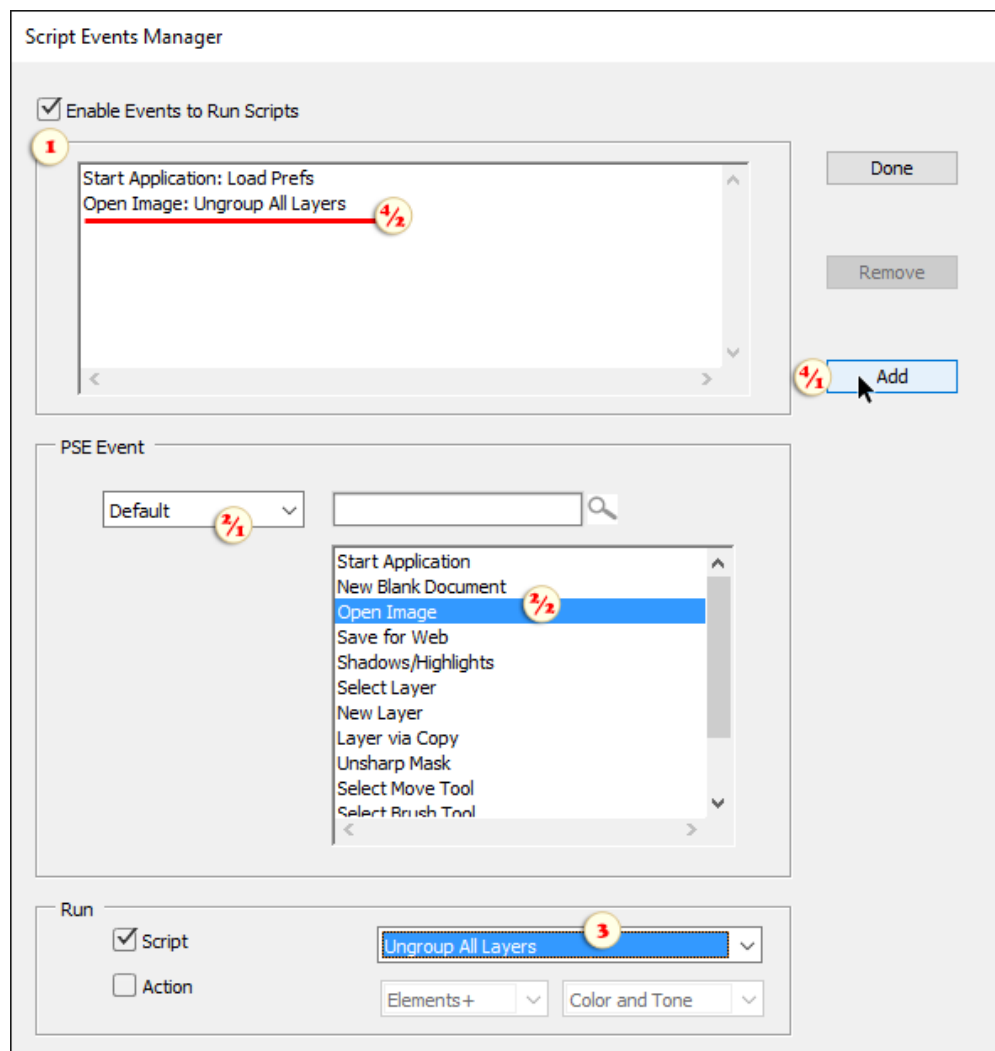 Script Events Manager
Enable Events to Run Scripts
1
Start Application: Load Prefs
Open Image: Ungroup All Layers
4/2
Done
Remove
4/1
Add
PSE Event
Default
2/1
Start Application
New Blank Document
Open Image
2/2
Save for Web
Shadows/Highlights
Select Layer
New Layer
Layer via Copy
Unsharp Mask
Select Move Tool
Select Brush Tool
Run
Script
Ungroup All Layers
3
Action
Elements+
Color and Tone